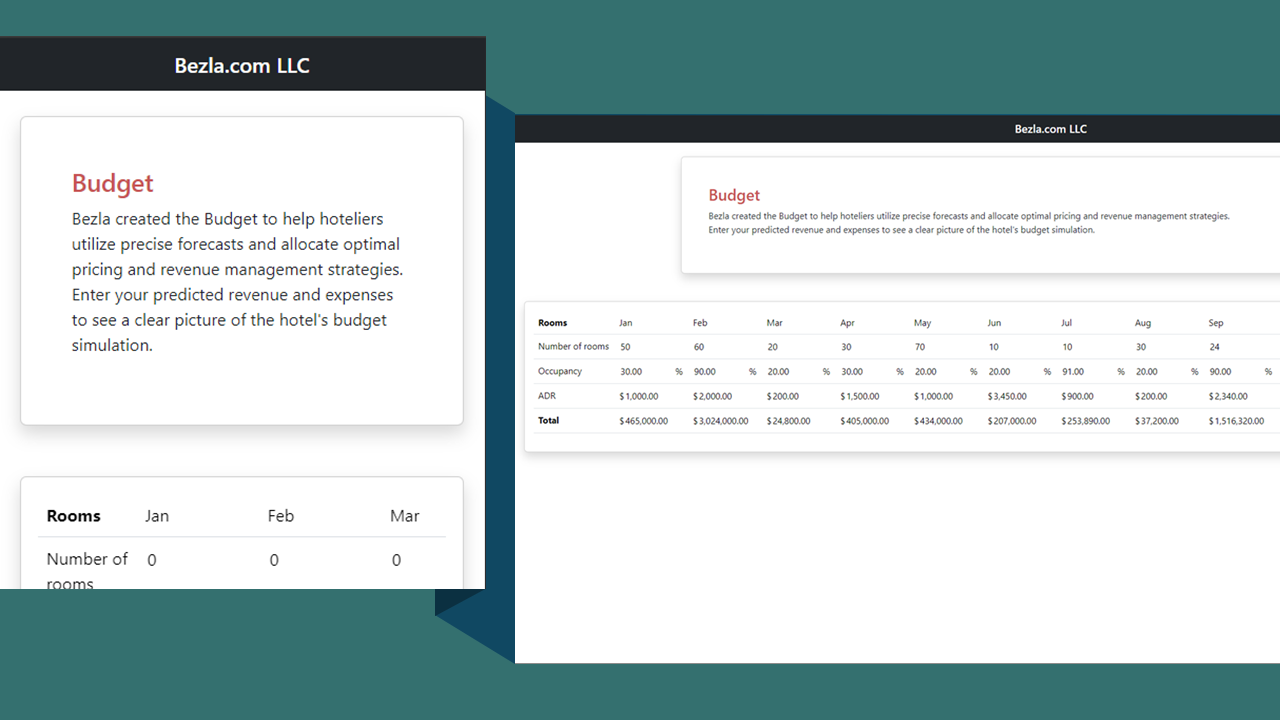 Bezla.com LLC
Budget
Bezla created the Budget to help hoteliers
utilize precise forecasts and allocate optimal
pricing and revenue management strategies.
Enter your predicted revenue and expenses
to see a clear picture of the hotel's budget
simulation.
Rooms Jan Feb Mar
Number of 0 0 0
rooms
Bezla.com LLC
Budget
Bezla created the Budget to help hoteliers utilize precise forecasts and allocate optimal pricing and revenue management strategies.
Enter your predicted revenue and expenses to see a clear picture of the hotel's budget simulation.
Rooms Jan Feb Mar Apr May Jun Jul Aug Sep
Number of rooms 50 60 20 30 70 10 10 30 24
Occupancy 30.00 % 90.00 % 20.00 % 30.00 % 20.00 % 20.00 % 91.00 % 20.00 % 90.00 %
ADR $1,000.00 $2,000.00 $200.00 $1,500.00 $1,000.00 $3,450.00 $900.00 $200.00 $2,340.00
Total $465,000.00 $3,024,000.00 $24,800.00 $405,000.00 $434,000.00 $207,000.00 $253,890.00 $37,200.00 $1,516,320.00